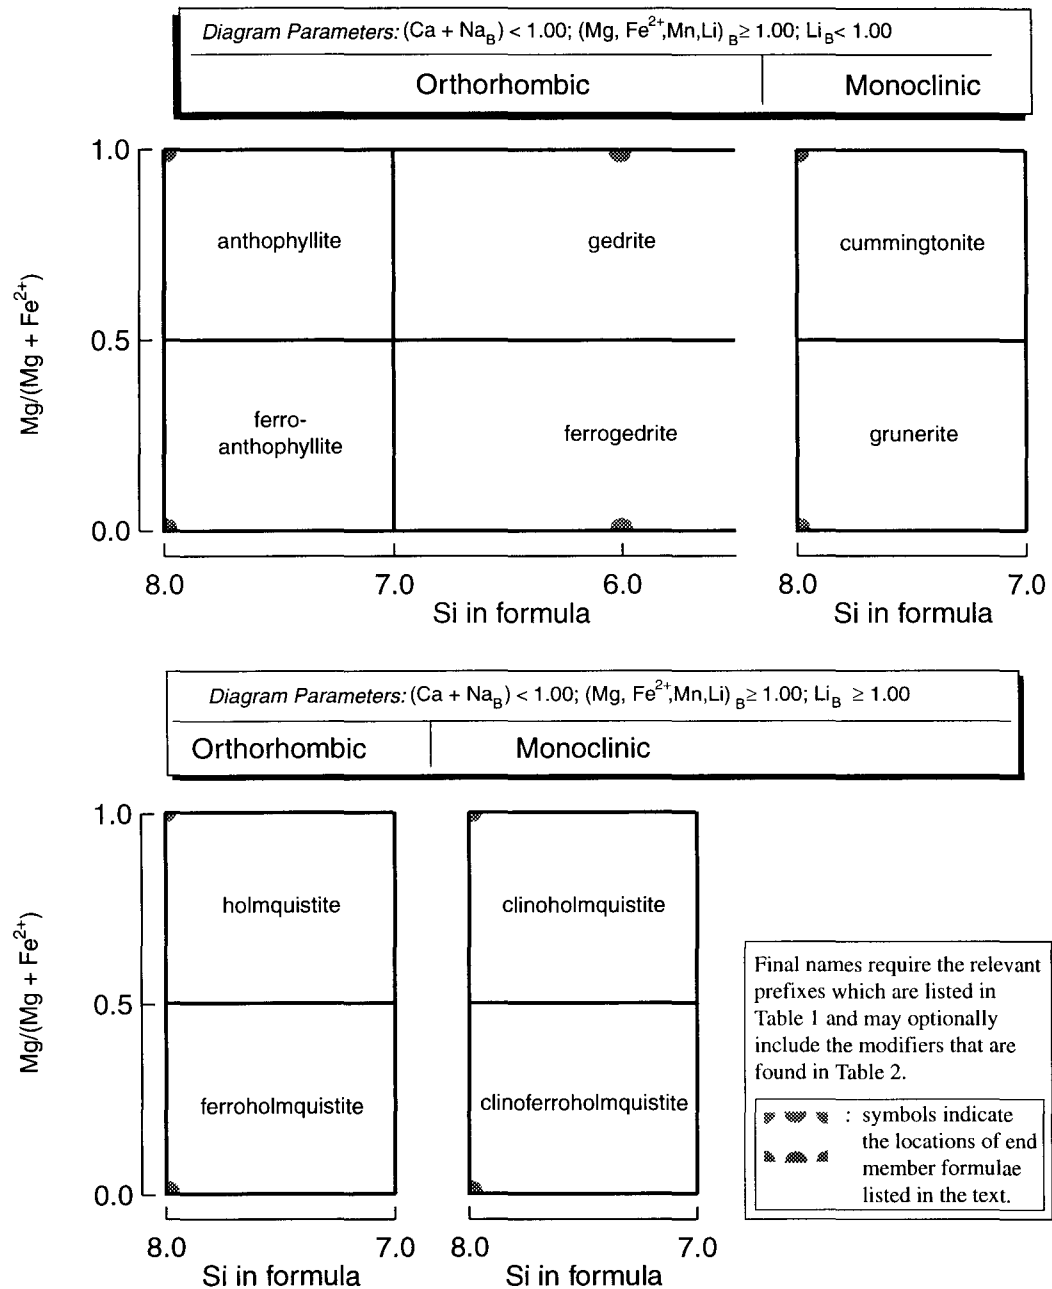 Diagram Parameters: (Ca + NaB) < 1.00; (Mg, Fe2+,Mn,Li) B ≥ 1.00; LiB < 1.00
Orthorhombic
Monoclinic
Mg/(Mg + Fe2+)
1.0
0.5
0.0
anthophyllite
gedrite
cummingtonite
ferro-
anthophyllite
ferrogedrite
grunerite
8.0
7.0
6.0
8.0
7.0
Si in formula
Si in formula
Diagram Parameters: (Ca + NaB) < 1.00; (Mg, Fe2+,Mn,Li) B ≥ 1.00; LiB ≥ 1.00
Orthorhombic
Monoclinic
Mg/(Mg + Fe2+)
1.0
0.5
0.0
holmquistite
clinoholmquistite
ferroholmquistite
clinoferroholmquistite
8.0
7.0
8.0
7.0
Si in formula
Si in formula
Final names require the relevant
prefixes which are listed in
Table 1 and may optionally
include the modifiers that are
found in Table 2.
: symbols indicate
the locations of end
member formulae
listed in the text.